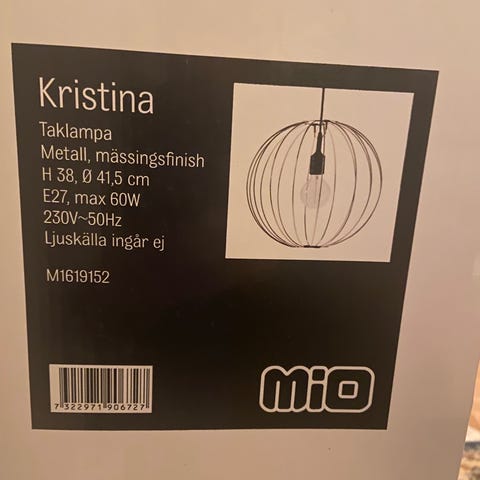 Kristina
Taklampa
Metall, mässingsfinish
H 38, Ø 41,5 cm
E27, max 60W
230V~50Hz
Ljuskälla ingår ej
M1619152
7 322971 906727
MIO